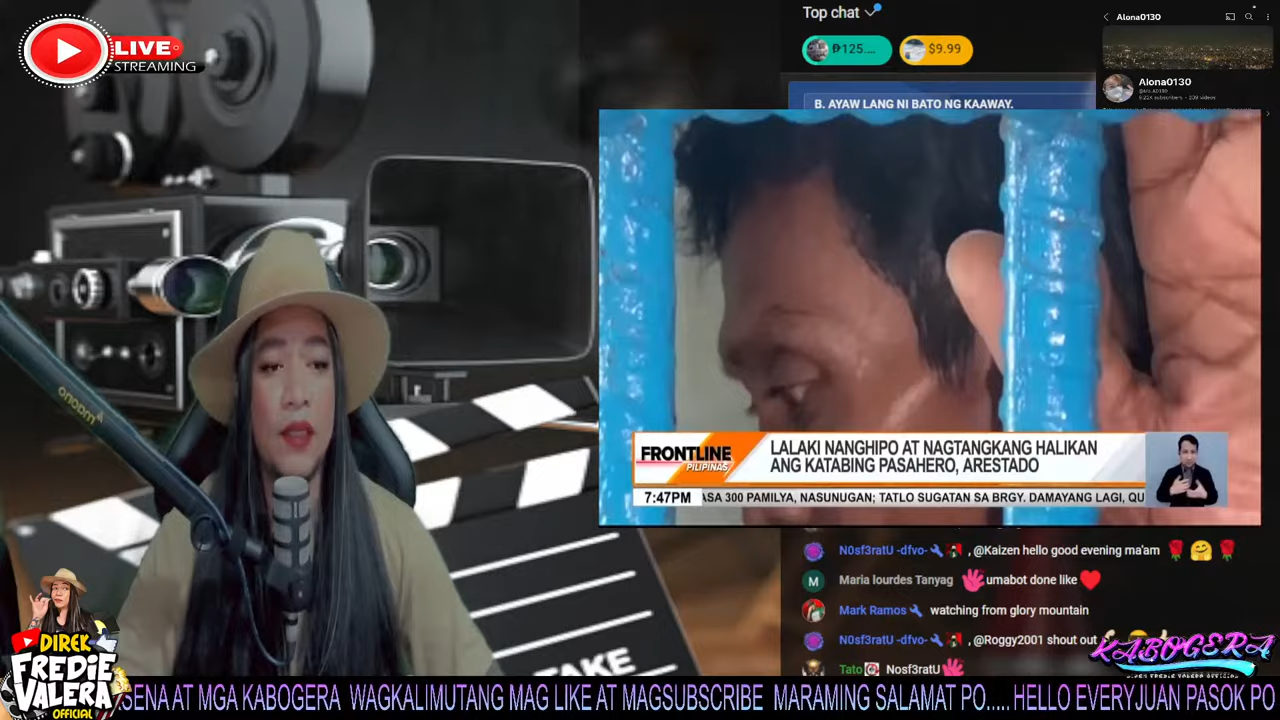 LIVE
STREAMING
Top chat
₱125....
$9.99
Alona0130
Alona0130
B. AYAW LANG NI BATO NG KAAWAY.
maono
FRONTLINE
PILIPINAS
LALAKI NANGHIPO AT NAGTANGKANG HALIKAN
ANG KATABING PASAHERO, ARESTADO
7:47PM
ASA 300 PAMILYA, NASUNUGAN; TATLO SUGATAN SA BRGY. DAMAYANG LAGI, QU
N0sf3ratU -dfvo- , @Kaizen hello good evening ma'am
M Maria lourdes Tanyag umabot done like
Mark Ramos watching from glory mountain
N0sf3ratU -dfvo- , @Roggy2001 shout out
Tato Nosf3ratU
TAKE
KABOGERA
DIREK
FREDIE
VALERA
OFFICIAL
SENA AT MGA KABOGERA WAGKALIMUTANG MAG LIKE AT MAGSUBSCRIBE MARAMING SALAMAT PO..... HELLO EVERYJUAN PASOK PO